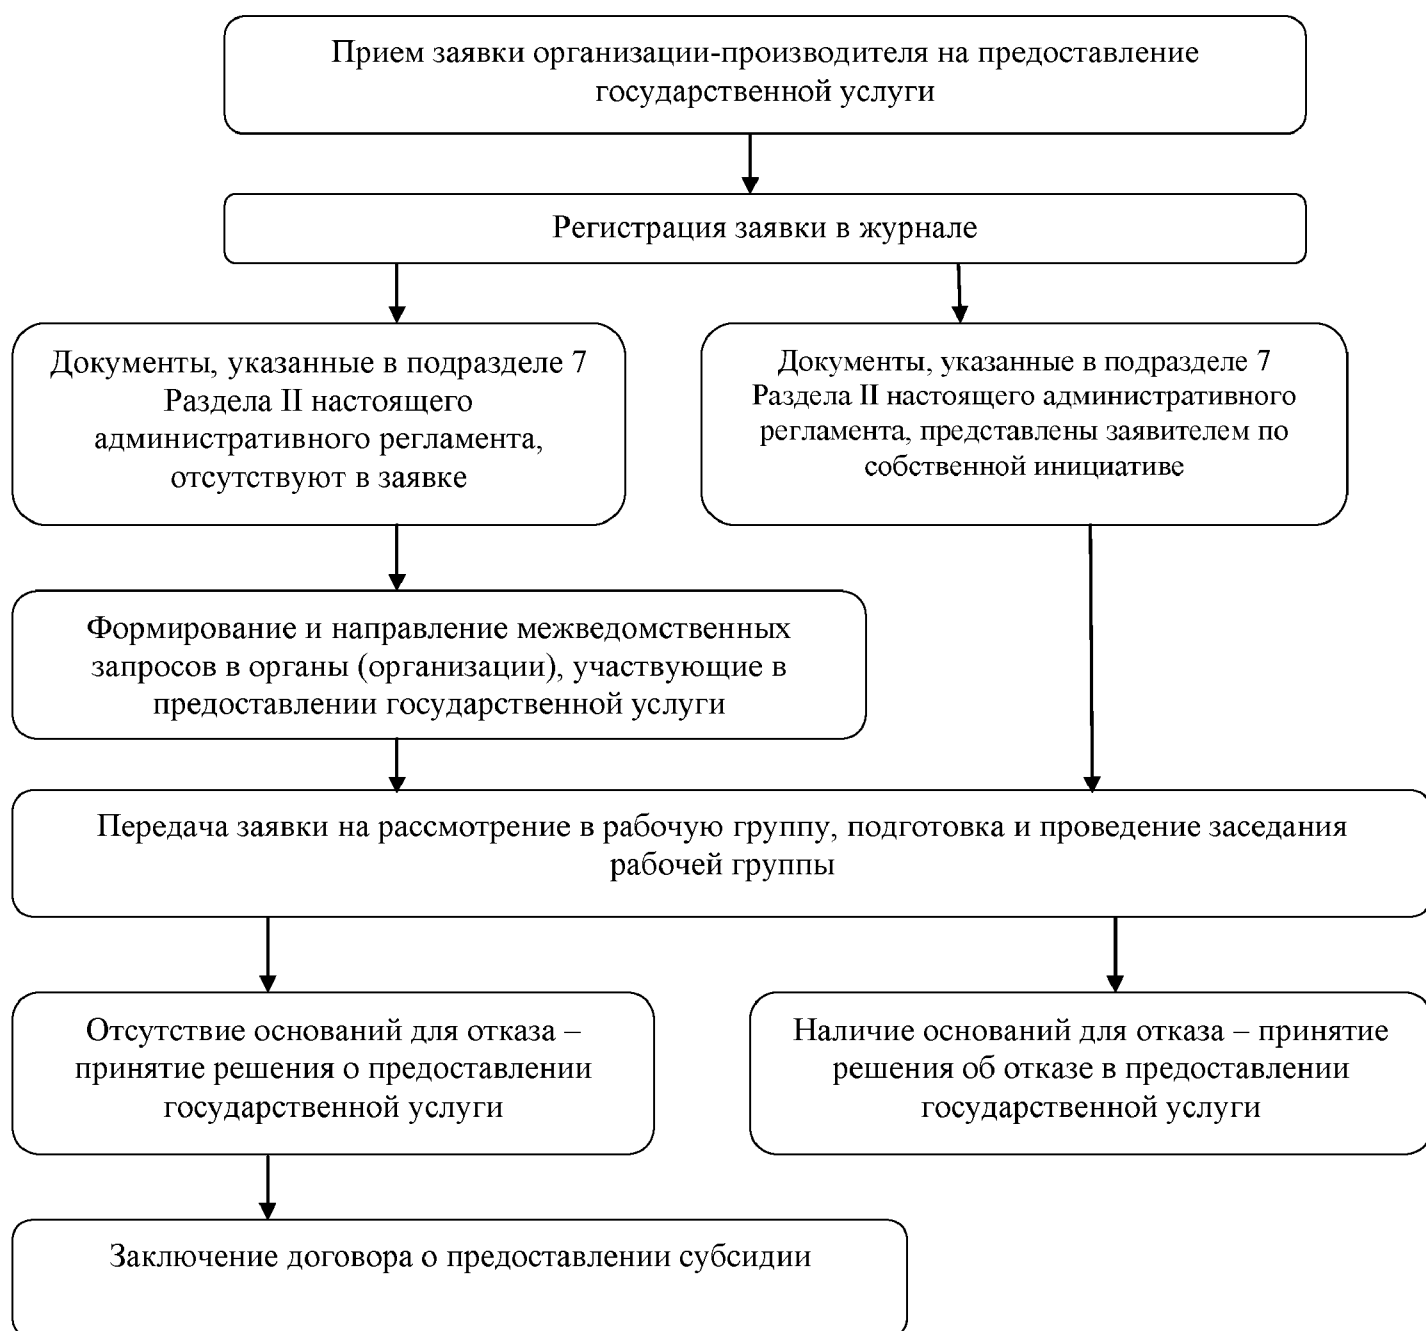 Прием заявки организации-производителя на предоставление
государственной услуги
Регистрация заявки в журнале
Документы, указанные в подразделе 7
Раздела II настоящего
административного регламента,
отсутствуют в заявке
Документы, указанные в подразделе 7
Раздела II настоящего административного
регламента, представлены заявителем по
собственной инициативе
Формирование и направление межведомственных
запросов в органы (организации), участвующие в
предоставлении государственной услуги
Передача заявки на рассмотрение в рабочую группу, подготовка и проведение заседания
рабочей группы
Отсутствие оснований для отказа –
принятие решения о предоставлении
государственной услуги
Наличие оснований для отказа – принятие
решения об отказе в предоставлении
государственной услуги
Заключение договора о предоставлении субсидии